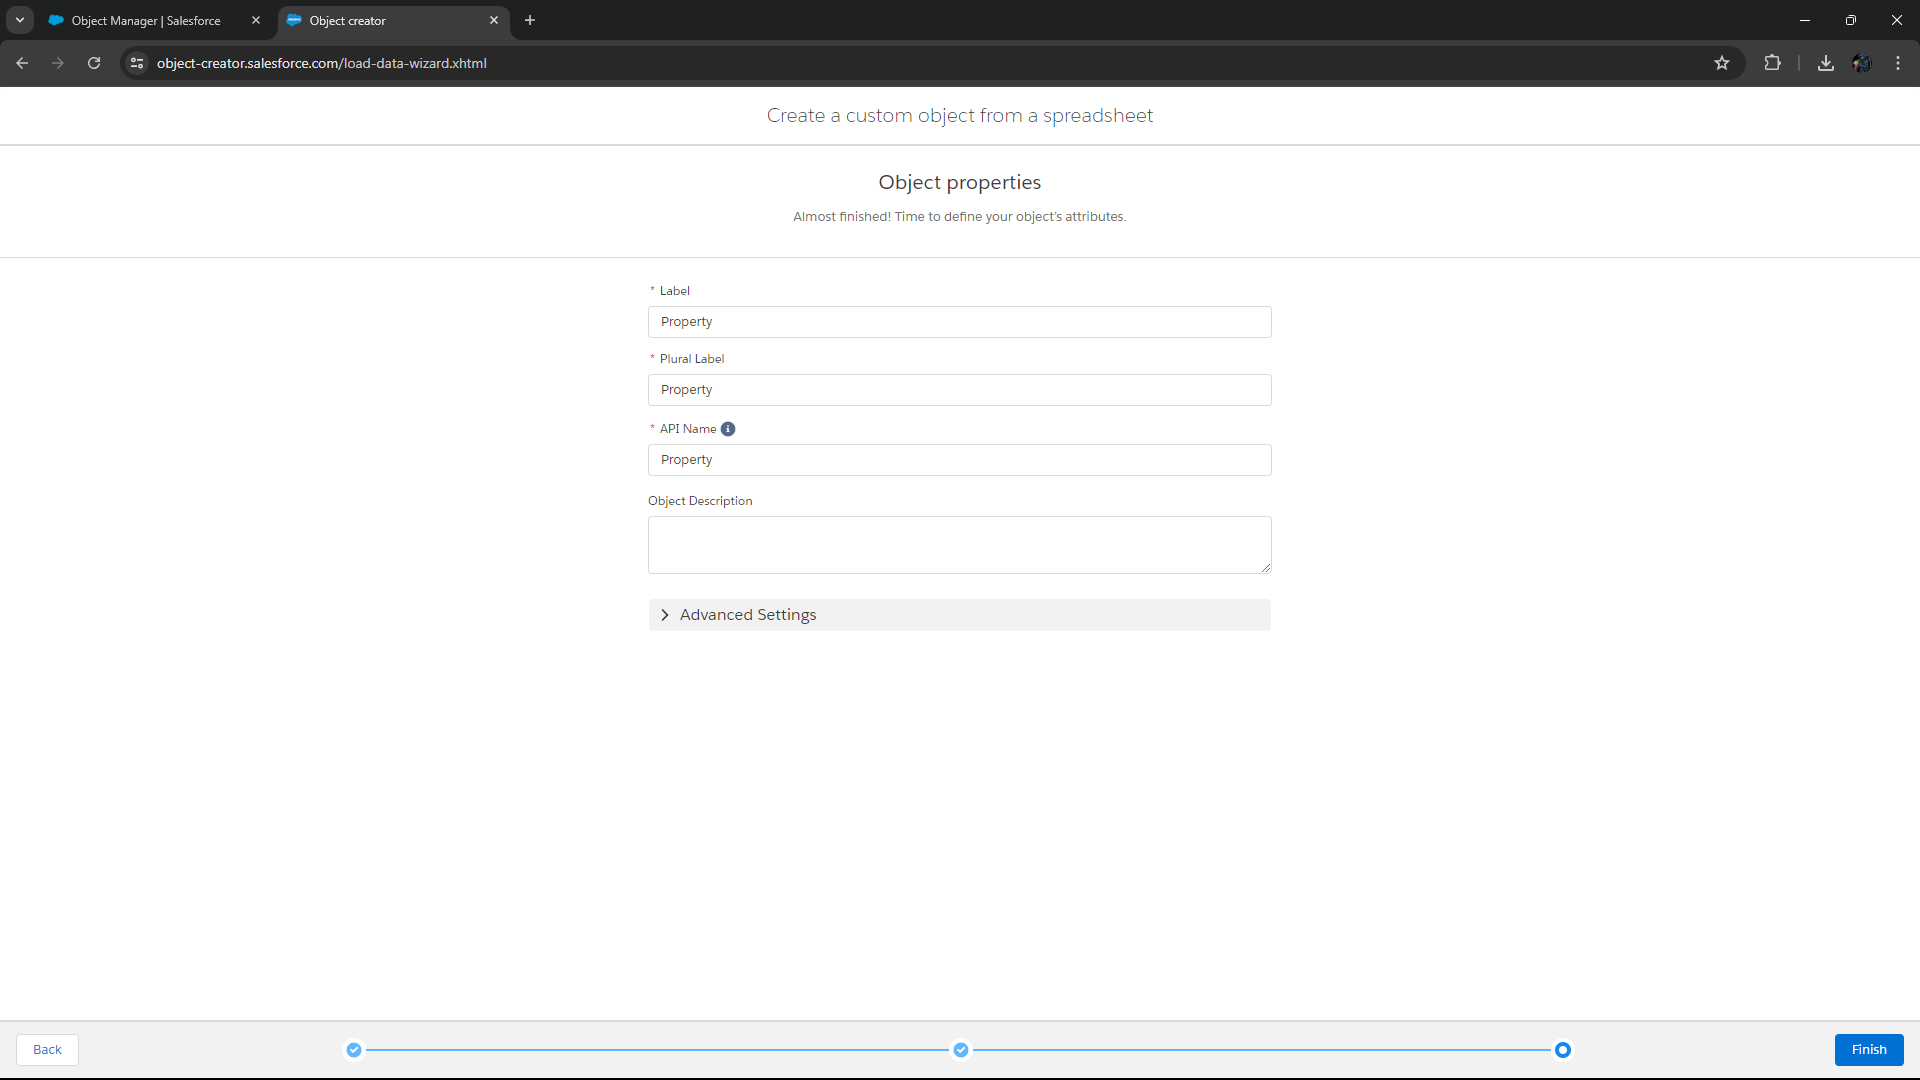 Object Manager | Salesforce
Object creator
object-creator.salesforce.com/load-data-wizard.xhtml
Create a custom object from a spreadsheet
Object properties
Almost finished! Time to define your object's attributes.
* Label
Property
* Plural Label
Property
* API Name
Property
Object Description
Advanced Settings
Back
Finish